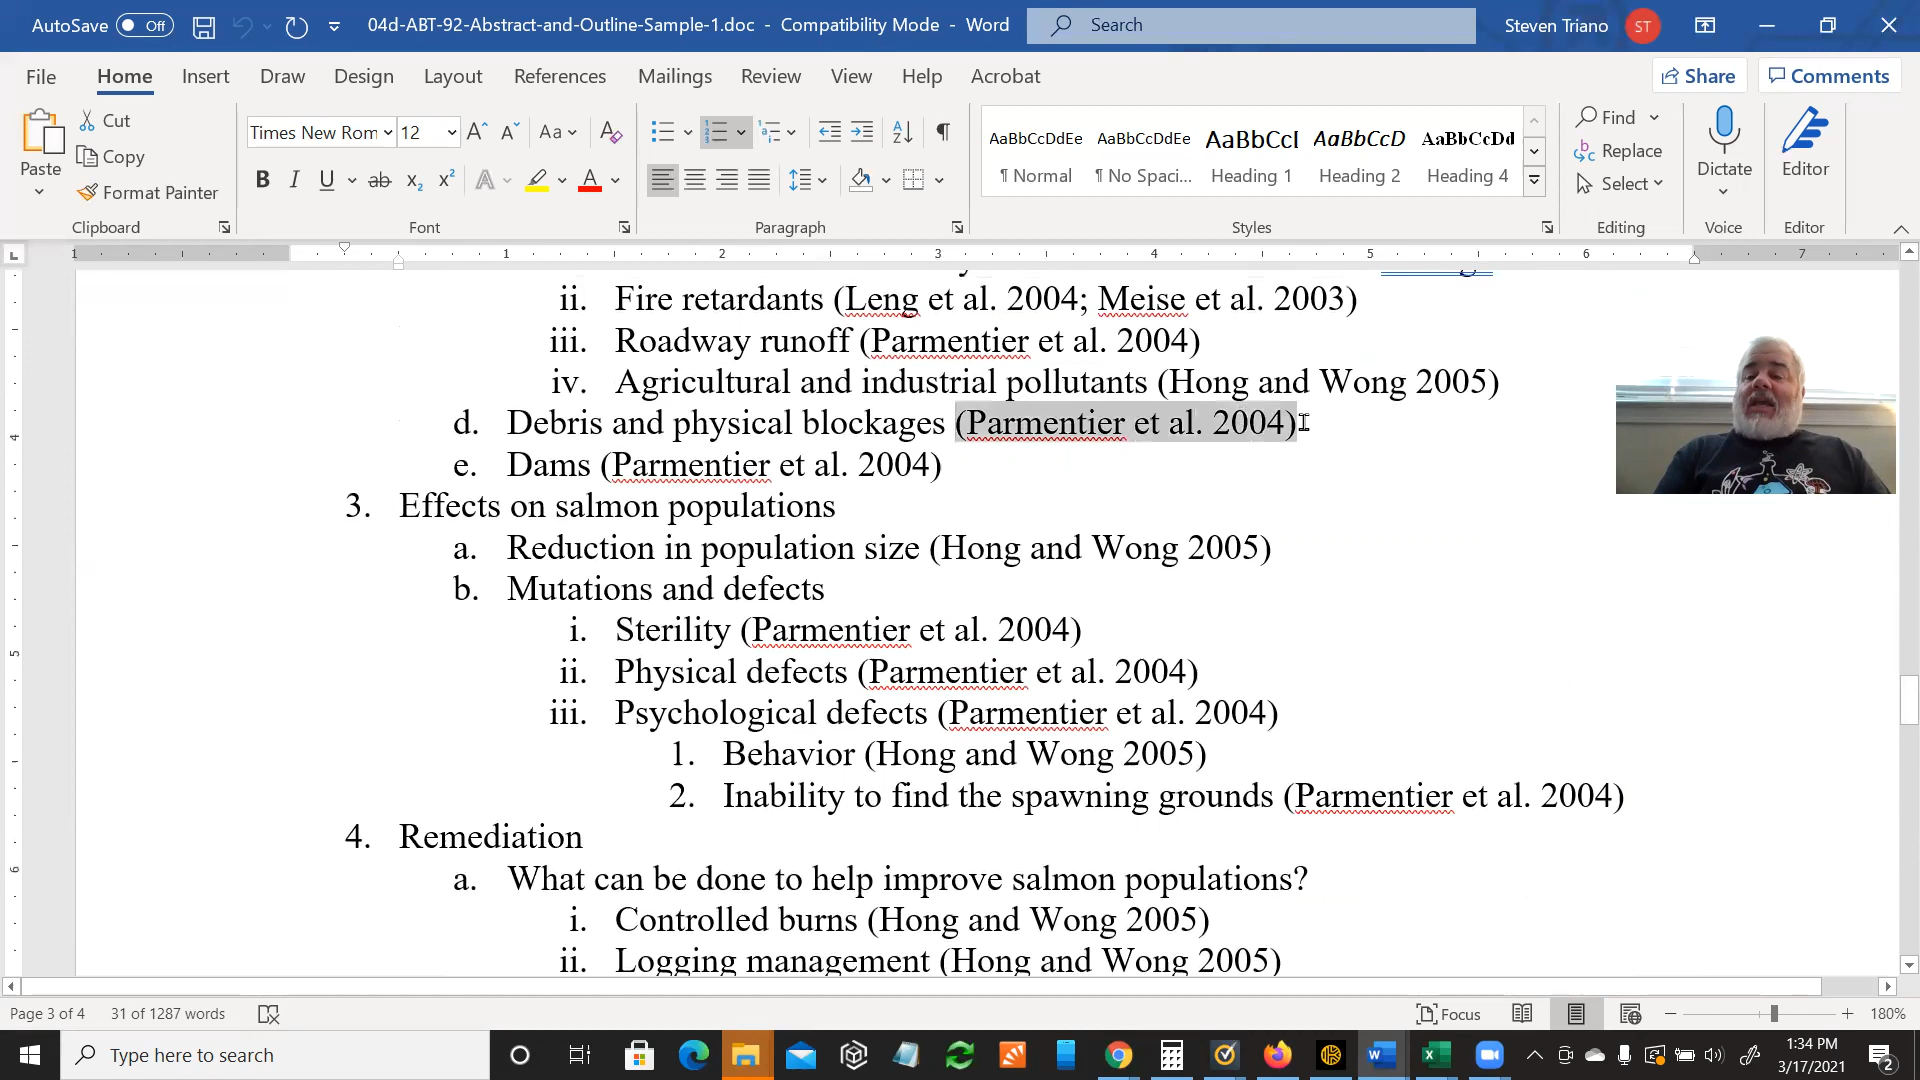 AutoSave Off 04d-ABT-92-Abstract-and-Outline-Sample-1.doc - Compatibility Mode - Word Search Steven Triano ST
File Home Insert Draw Design Layout References Mailings Review View Help Acrobat Share Comments
Paste
Cut
Copy
Format Painter
Clipboard
Times New Rom 12
Font
Paragraph
AaBbCcDdEe AaBbCcDdEe AaBbCcI AaBbCcD AaBbCcDd
¶ Normal ¶ No Spaci... Heading 1 Heading 2 Heading 4
Styles
Find
Replace
Select
Editing
Dictate
Voice
Editor
Editor
1 1 2 3 4 5 6 7
ii. Fire retardants (Leng et al. 2004; Meise et al. 2003)
iii. Roadway runoff (Parmentier et al. 2004)
iv. Agricultural and industrial pollutants (Hong and Wong 2005)
d. Debris and physical blockages (Parmentier et al. 2004)
e. Dams (Parmentier et al. 2004)
3. Effects on salmon populations
a. Reduction in population size (Hong and Wong 2005)
b. Mutations and defects
i. Sterility (Parmentier et al. 2004)
ii. Physical defects (Parmentier et al. 2004)
iii. Psychological defects (Parmentier et al. 2004)
1. Behavior (Hong and Wong 2005)
2. Inability to find the spawning grounds (Parmentier et al. 2004)
4. Remediation
a. What can be done to help improve salmon populations?
i. Controlled burns (Hong and Wong 2005)
ii. Logging management (Hong and Wong 2005)
Page 3 of 4 31 of 1287 words Focus 180%
Type here to search
1:34 PM
3/17/2021
2